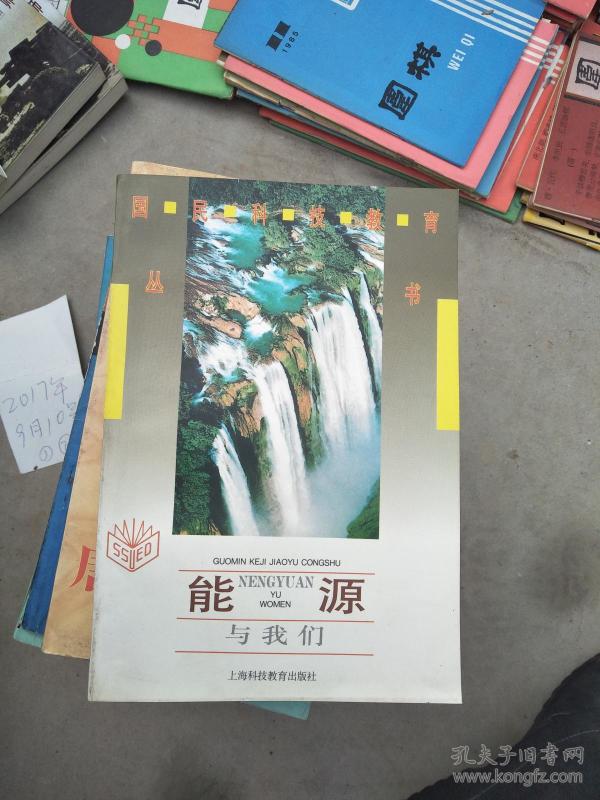 1985
围棋
WEI QI
国民科技教育
丛书
2017年
9月10号
SSTEP
GUOMIN KEJI JIAOYU CONGSHU
能源
NENGYUAN
YU
WOMEN
与我们
上海科技教育出版社
孔夫子旧书网
www.kongfz.com